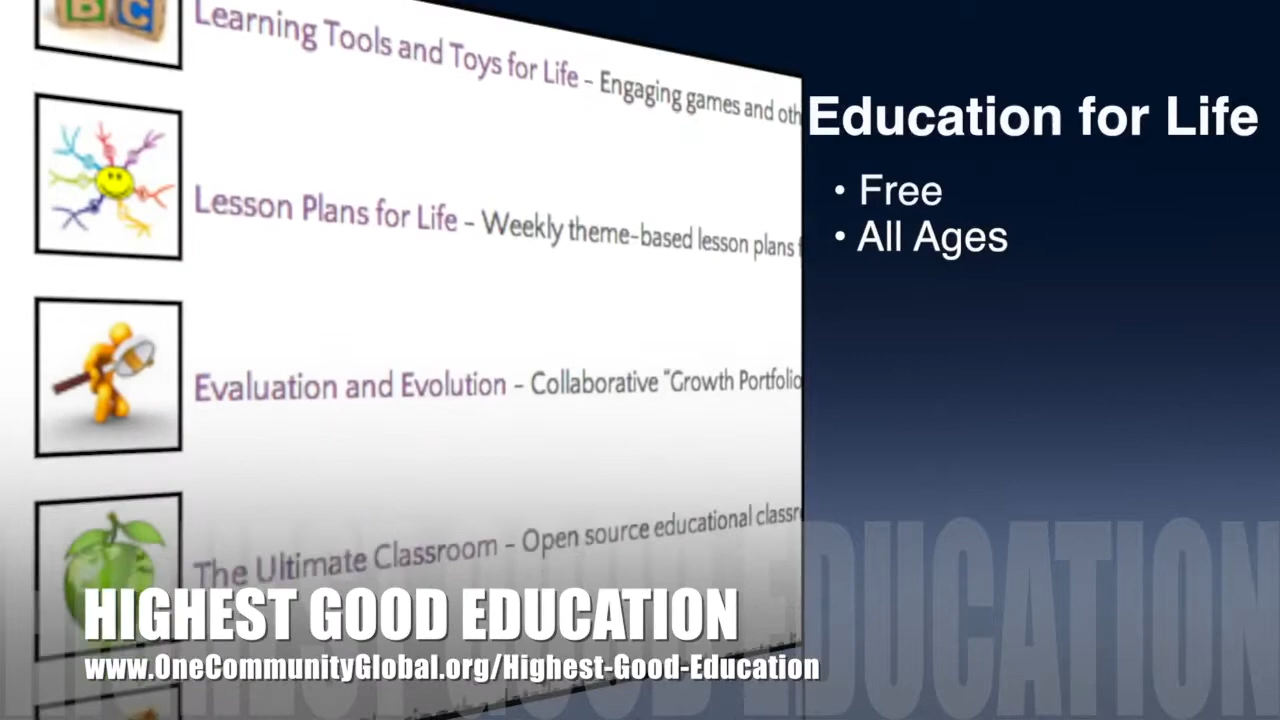 B C
Learning Tools and Toys for Life – Engaging games and oth
Lesson Plans for Life – Weekly theme-based lesson plans
Evaluation and Evolution – Collaborative "Growth Portfolio
The Ultimate Classroom – Open source educational classr
Education for Life
• Free
• All Ages
HIGHEST GOOD EDUCATION
HIGHEST GOOD EDUCATION
www.OneCommunityGlobal.org/Highest-Good-Education